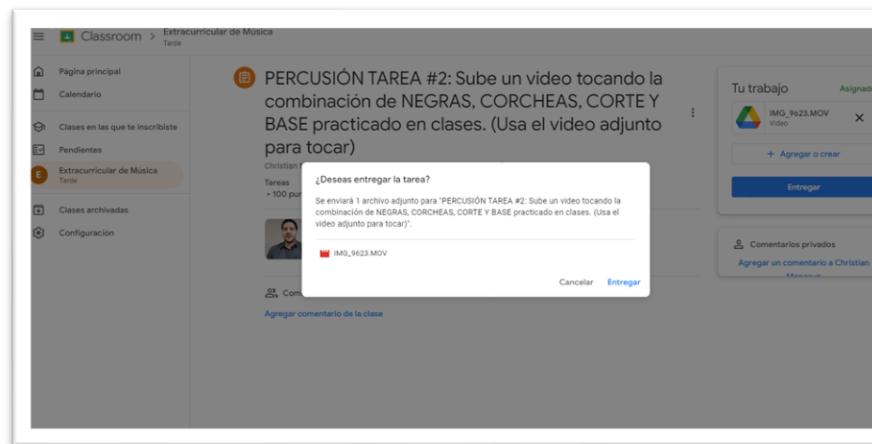 Classroom > Extracurricular de Música
Tarde
Página principal
Calendario
Clases en las que te inscribiste
Pendientes
E Extracurricular de Música
Tarde
Clases archivadas
Configuración
PERCUSIÓN TAREA #2: Sube un video tocando la
combinación de NEGRAS, CORCHEAS, CORTE Y
BASE practicado en clases. (Usa el video adjunto
para tocar)
Christian
Tareas
• 100
¿Deseas entregar la tarea?
Se enviará 1 archivo adjunto para "PERCUSIÓN TAREA #2: Sube un video tocando la
combinación de NEGRAS, CORCHEAS, CORTE Y BASE practicado en clases. (Usa el
video adjunto para tocar)".
IMG_9623.MOV
Cancelar Entregar
Agregar comentario de la clase
Tu trabajo
IMG_9623.MOV
Video
+ Agregar o crear
Entregar
Comentarios privados
Agregar un comentario a Christian